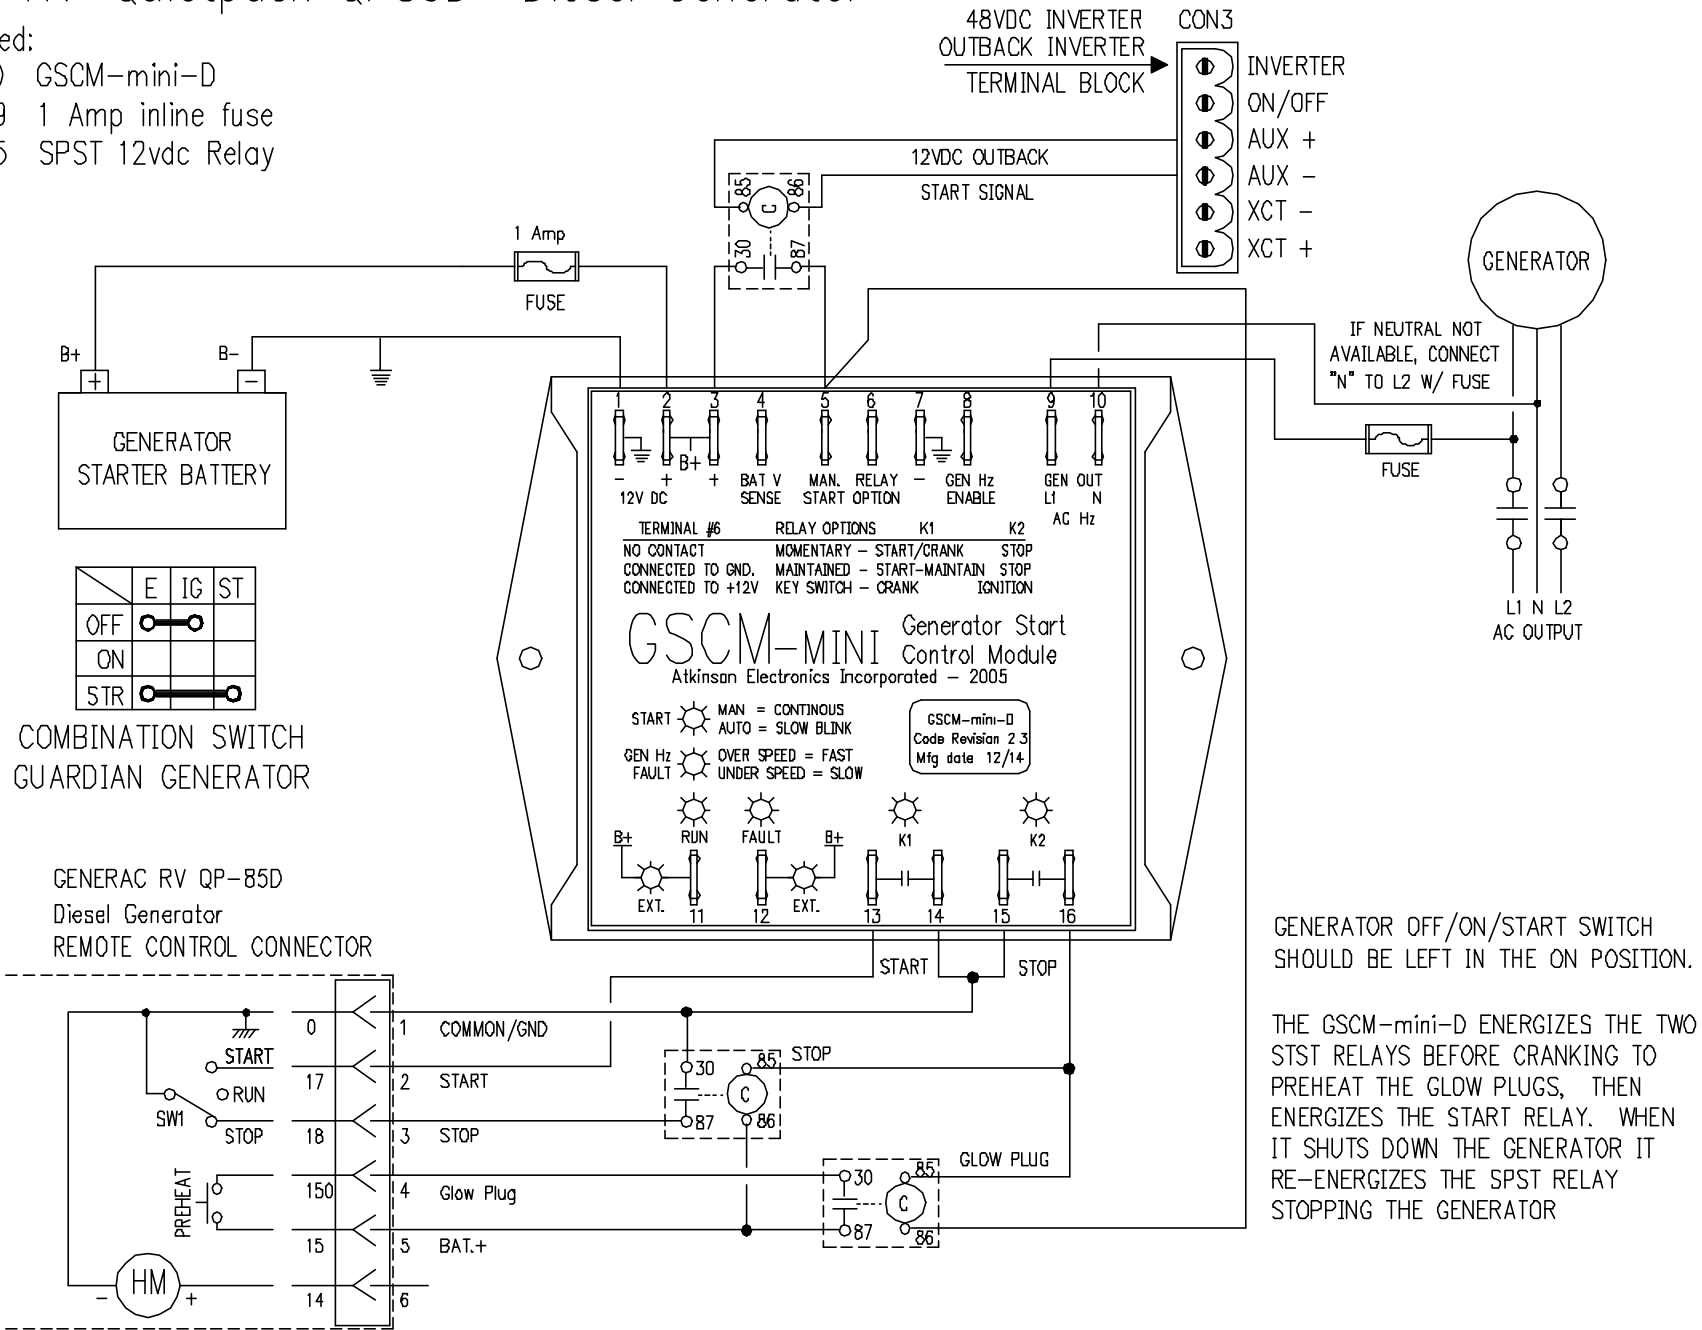 ed:
GSCM-mini-D
9 1 Amp inline fuse
5 SPST 12vdc Relay
48VDC INVERTER
OUTBACK INVERTER
TERMINAL BLOCK
CON3
INVERTER
ON/OFF
AUX +
AUX -
XCT -
XCT +
12VDC OUTBACK
START SIGNAL
85
86
C
30
87
1 Amp
FUSE
B+
B-
+
-
GENERATOR
STARTER BATTERY
GENERATOR
IF NEUTRAL NOT
AVAILABLE, CONNECT
"N" TO L2 W/ FUSE
FUSE
L1 N L2
AC OUTPUT
1 2 3 4 5 6 7 8 9 10
B+
- + + BAT V MAN. RELAY - GEN Hz GEN OUT
12V DC SENSE START OPTION ENABLE L1 N
AC Hz
TERMINAL #6 RELAY OPTIONS K1 K2
NO CONTACT MOMENTARY - START/CRANK STOP
CONNECTED TO GND. MAINTAINED - START-MAINTAIN STOP
CONNECTED TO +12V KEY SWITCH - CRANK IGNITION
GSCM-MINI
Generator Start
Control Module
Atkinson Electronics Incorporated - 2005
START
MAN = CONTINOUS
AUTO = SLOW BLINK
GEN Hz
FAULT
OVER SPEED = FAST
UNDER SPEED = SLOW
GSCM-mini-D
Code Revision 2.3
Mfg date 12/14
B+
RUN
FAULT
B+
K1
K2
EXT.
11
12
EXT.
13
14
15
16
E IG ST
OFF
ON
STR
COMBINATION SWITCH
GUARDIAN GENERATOR
GENERAC RV QP-85D
Diesel Generator
REMOTE CONTROL CONNECTOR
START
STOP
0
1
COMMON/GND
START
17
2
START
RUN
SW1
STOP
18
3
STOP
PREHEAT
150
4
Glow Plug
15
5
BAT.+
HM
-
+
14
6
30
85
STOP
C
87
86
30
85
GLOW PLUG
C
87
86
GENERATOR OFF/ON/START SWITCH
SHOULD BE LEFT IN THE ON POSITION.
THE GSCM-mini-D ENERGIZES THE TWO
STST RELAYS BEFORE CRANKING TO
PREHEAT THE GLOW PLUGS, THEN
ENERGIZES THE START RELAY. WHEN
IT SHUTS DOWN THE GENERATOR IT
RE-ENERGIZES THE SPST RELAY
STOPPING THE GENERATOR